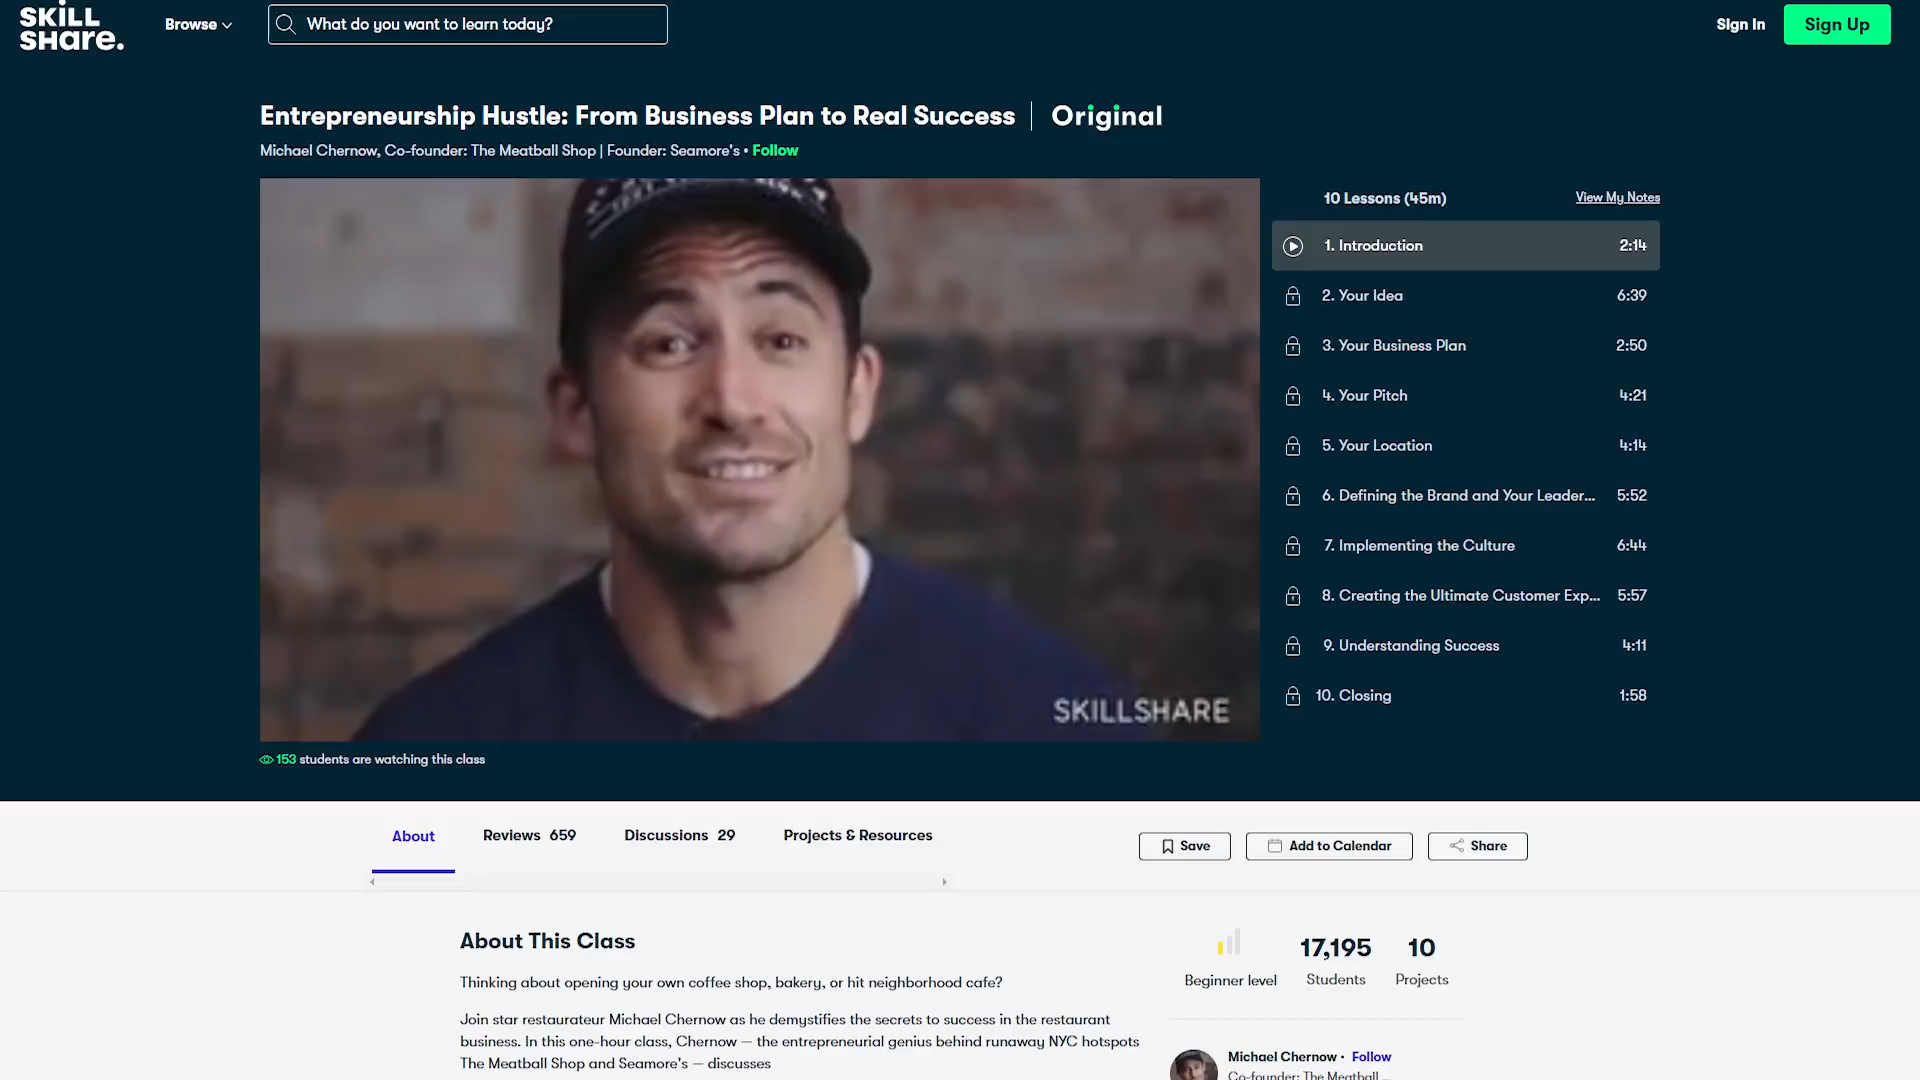 SKILL
SHare.
Browse
What do you want to learn today?
Sign In
Sign Up
Entrepreneurship Hustle: From Business Plan to Real Success
Original
Michael Chernow, Co-founder: The Meatball Shop | Founder: Seamore's • Follow
10 Lessons (45m)
View My Notes
1. Introduction 2:14
2. Your Idea 6:39
3. Your Business Plan 2:50
4. Your Pitch 4:21
5. Your Location 4:14
6. Defining the Brand and Your Leader... 5:52
7. Implementing the Culture 6:44
8. Creating the Ultimate Customer Exp... 5:57
9. Understanding Success 4:11
10. Closing 1:58
SKILLSHARE
153 students are watching this class
About
Reviews 659
Discussions 29
Projects & Resources
Save
Add to Calendar
Share
About This Class
Thinking about opening your own coffee shop, bakery, or hit neighborhood cafe?
Join star restaurateur Michael Chernow as he demystifies the secrets to success in the restaurant
business. In this one-hour class, Chernow — the entrepreneurial genius behind runaway NYC hotspots
The Meatball Shop and Seamore's — discusses
Beginner level
17,195
Students
10
Projects
Michael Chernow • Follow
Co-founder: The Meatball ...